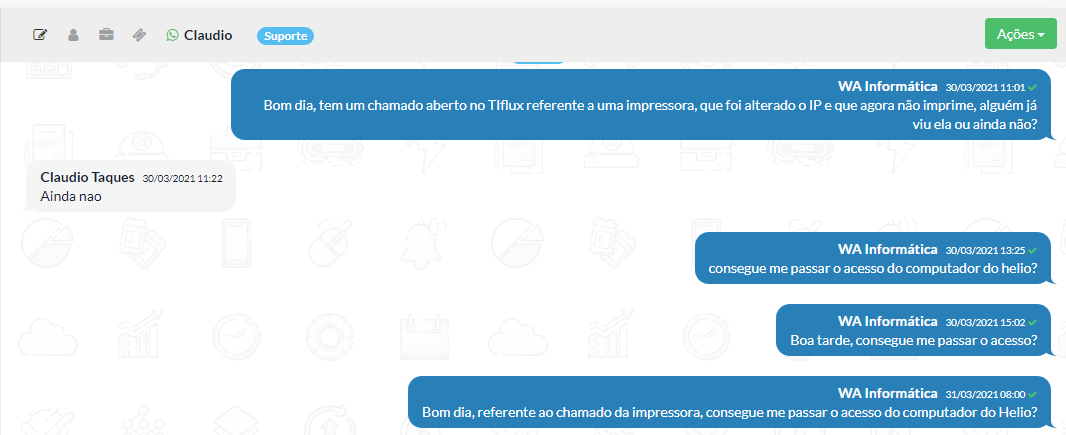 Claudio Suporte Ações
WA Informática 30/03/2021 11:01
Bom dia, tem um chamado aberto no TIflux referente a uma impressora, que foi alterado o IP e que agora não imprime, alguém já
viu ela ou ainda não?
Claudio Taques 30/03/2021 11:22
Ainda nao
WA Informática 30/03/2021 13:25
consegue me passar o acesso do computador do helio?
WA Informática 30/03/2021 15:02
Boa tarde, consegue me passar o acesso?
WA Informática 31/03/2021 08:00
Bom dia, referente ao chamado da impressora, consegue me passar o acesso do computador do Helio?